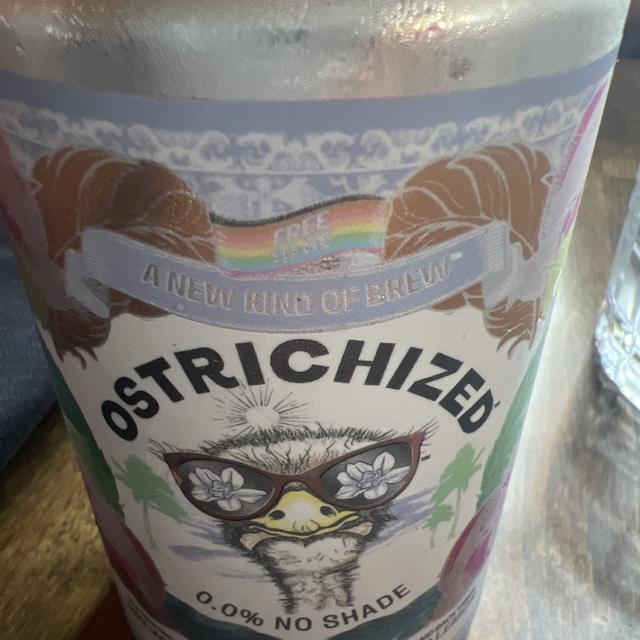 FREE
A NEW KIND OF BREW
OSTRICHIZED
0.0% NO SHADE